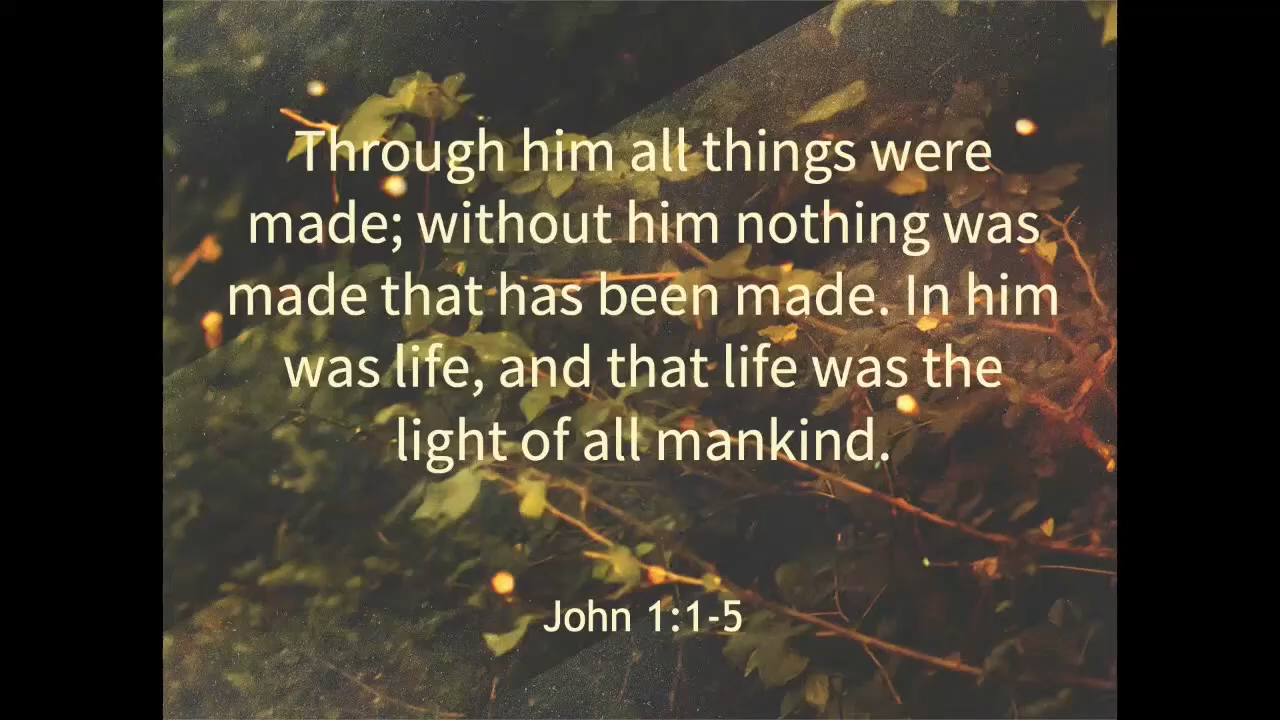 Through him all things were
made; without him nothing was
made that has been made. In him
was life, and that life was the
light of all mankind.
John 1:1-5